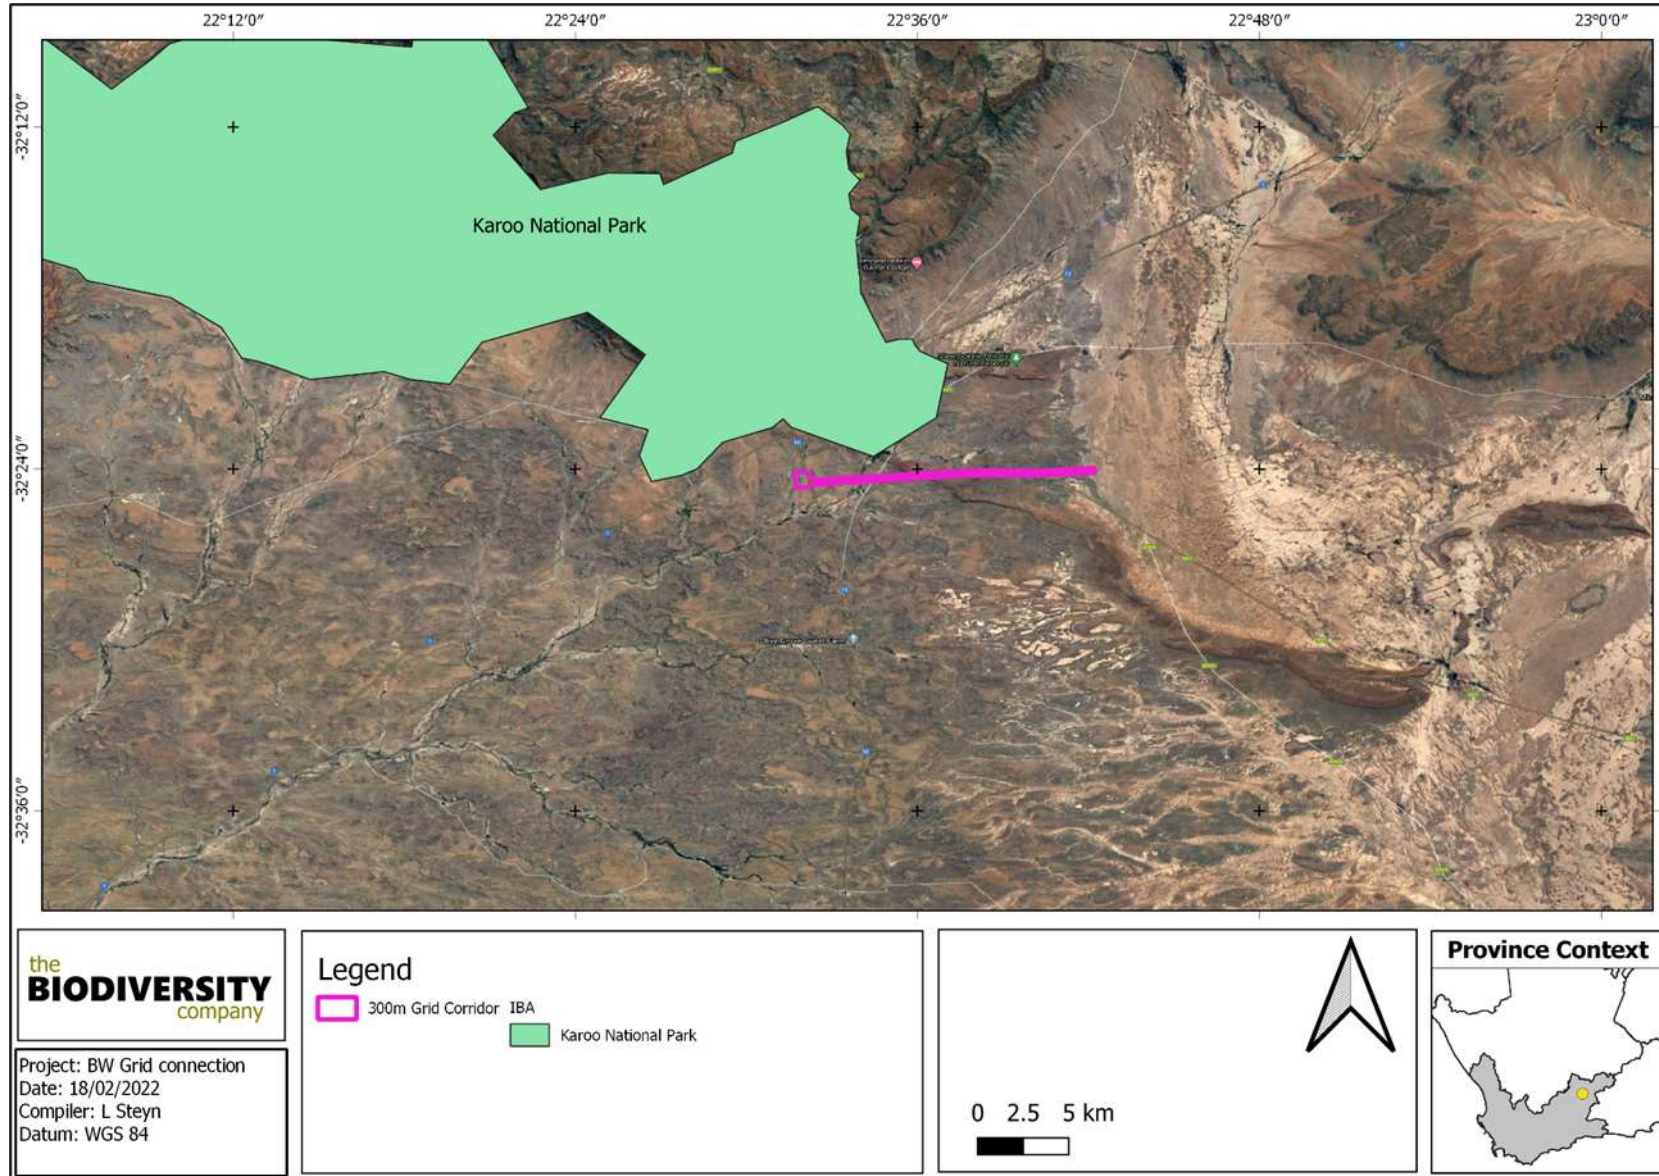 22°12'0"
22°24'0"
22°36'0"
22°48'0"
23°0'0"
-32°12'0"
Karoo National Park
-32°24'0"
-32°36'0"
the
BIODIVERSITY
company
Project: BW Grid connection
Date: 18/02/2022
Compiler: L Steyn
Datum: WGS 84
Legend
300m Grid Corridor
IBA
Karoo National Park
0 2.5 5 km
Province Context